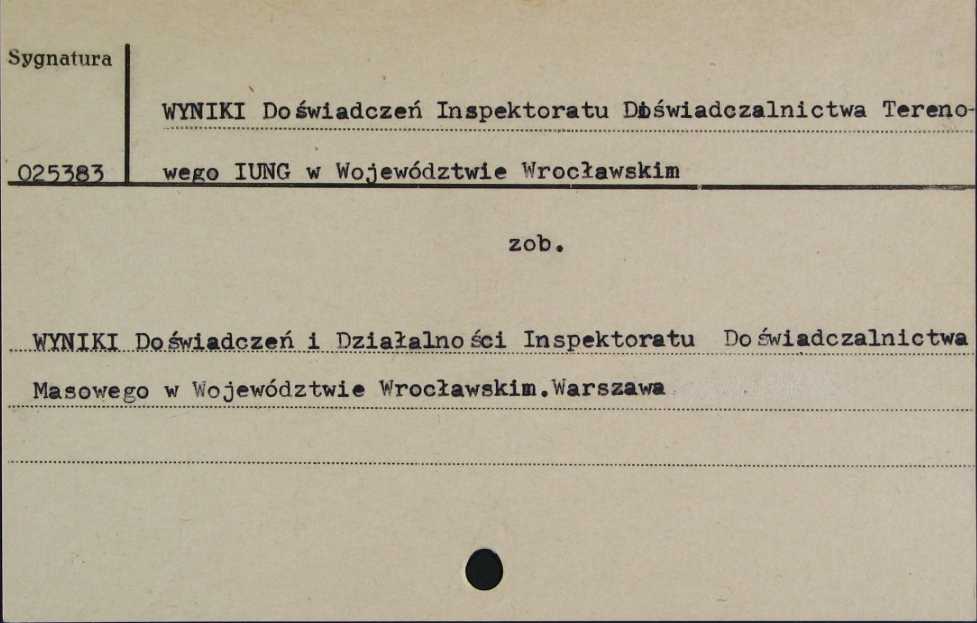 Sygnatura
WYNIKI Doświadczeń Inspektoratu Doświadczalnictwa Tereno-
025383 wego IUNG w Województwie Wrocławskim
zob.
WYNIKI Doświadczeń i Działalności Inspektoratu Doświadczalnictwa
Masowego w Województwie Wrocławskim.Warszawa